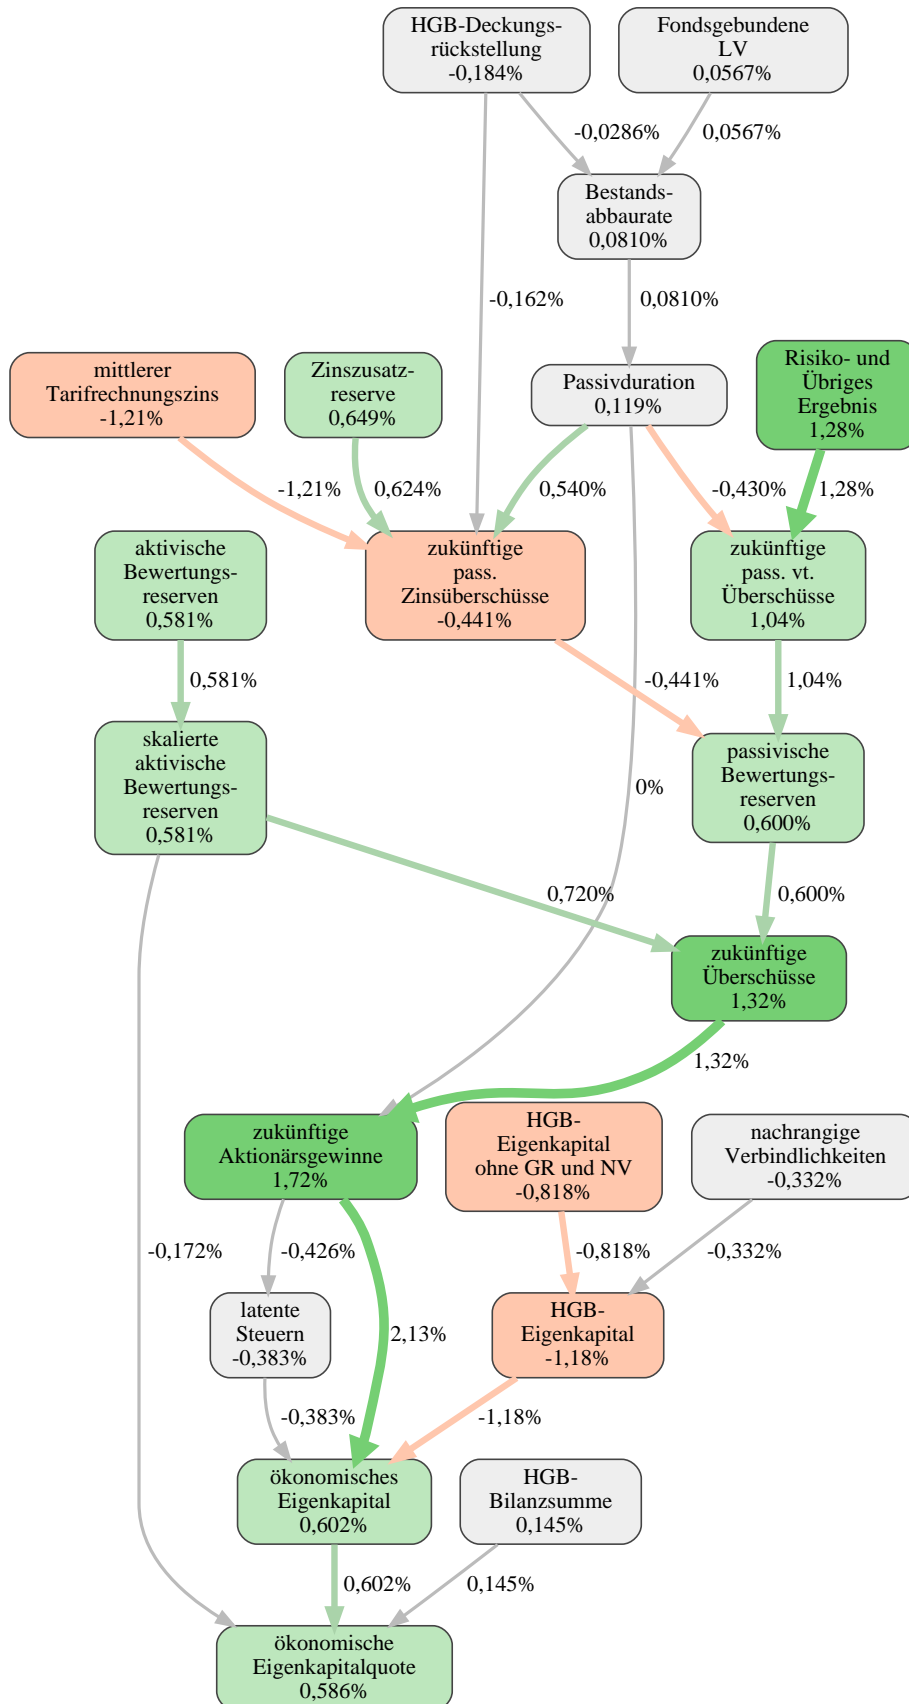 HGB-Deckungs-
rückstellung
-0,184%
Fondsgebundene
LV
0,0567%
-0,0286%
0,0567%
Bestands-
abbaurate
0,0810%
-0,162%
0,0810%
mittlerer
Tarifrechnungszins
-1,21%
Zinszusatz-
reserve
0,649%
Passivduration
0,119%
Risiko- und
Übriges
Ergebnis
1,28%
-1,21%
0,624%
0,540%
-0,430%
1,28%
aktivische
Bewertungs-
reserven
0,581%
zukünftige
pass.
Zinsüberschüsse
-0,441%
zukünftige
pass. vt.
Überschüsse
1,04%
0,581%
-0,441%
1,04%
skalierte
aktivische
Bewertungs-
reserven
0,581%
0%
passivische
Bewertungs-
reserven
0,600%
0,720%
0,600%
zukünftige
Überschüsse
1,32%
1,32%
zukünftige
Aktionärsgewinne
1,72%
HGB-
Eigenkapital
ohne GR und NV
-0,818%
nachrangige
Verbindlichkeiten
-0,332%
-0,172%
-0,426%
-0,818%
-0,332%
latente
Steuern
-0,383%
2,13%
HGB-
Eigenkapital
-1,18%
-0,383%
-1,18%
ökonomisches
Eigenkapital
0,602%
HGB-
Bilanzsumme
0,145%
0,602%
0,145%
ökonomische
Eigenkapitalquote
0,586%